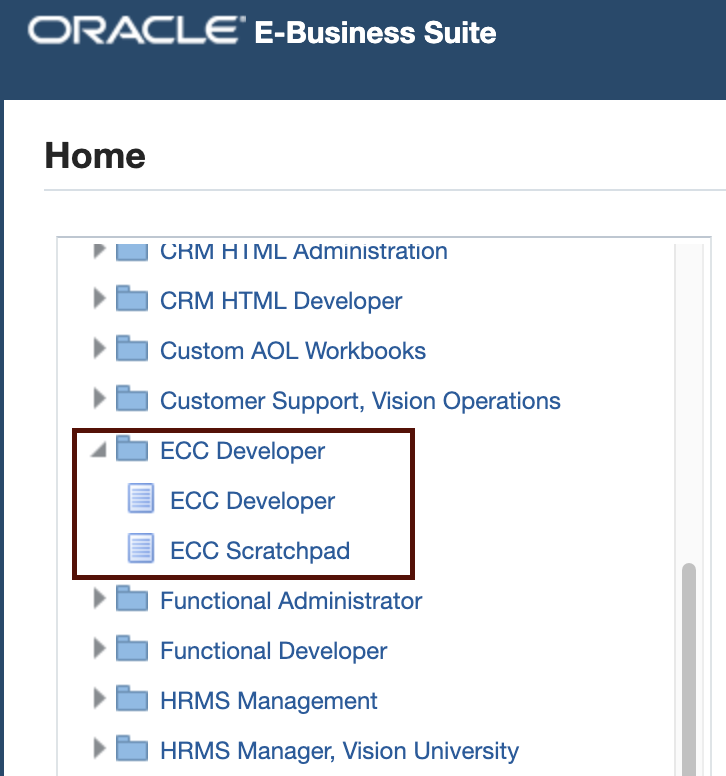 ORACLE E-Business Suite
Home
CRM HTML Administration
CRM HTML Developer
Custom AOL Workbooks
Customer Support, Vision Operations
ECC Developer
ECC Developer
ECC Scratchpad
Functional Administrator
Functional Developer
HRMS Management
HRMS Manager, Vision University